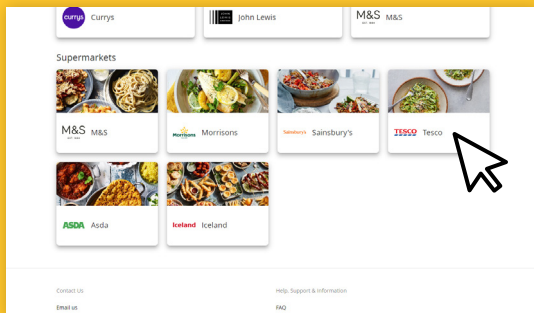 currys Currys
John Lewis
M&S M&S
Supermarkets
M&S M&S
Morrisons Morrisons
Sainsbury's Sainsbury's
TESCO Tesco
ASDA Asda
Iceland Iceland
Contact Us
Help, Support & Information
Email us
FAQ